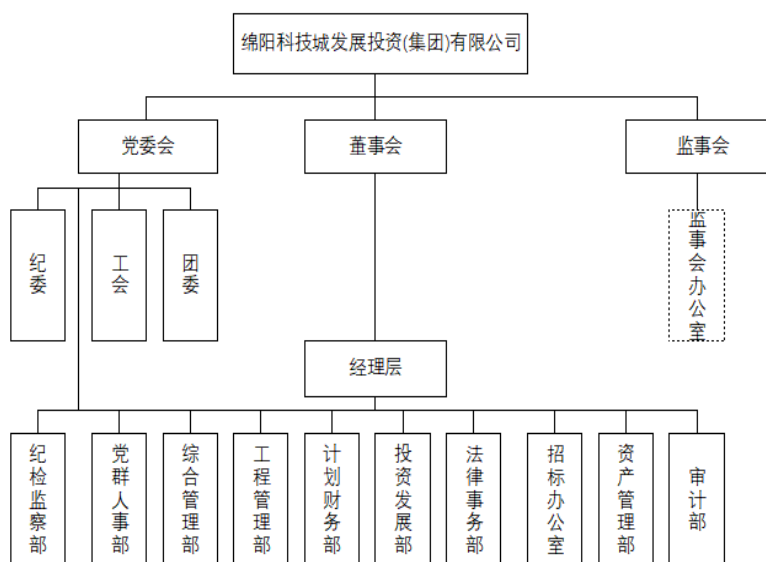 绵阳科技城发展投资(集团)有限公司
党委会
董事会
监事会
纪委
工会
团委
监事会办公室
经理层
纪检监察部
党群人事部
综合管理部
工程管理部
计划财务部
投资发展部
法律事务部
招标办公室
资产管理部
审计部